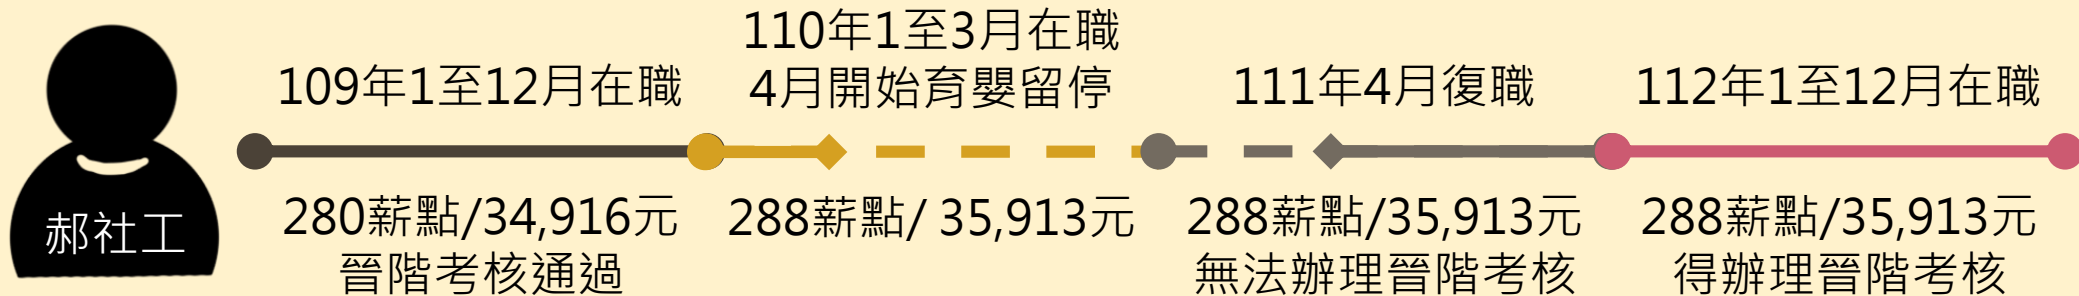 郝社工
109年1至12月在職
280薪點/34,916元
晉階考核通過
110年1至3月在職
4月開始育嬰留停
288薪點/ 35,913元
111年4月復職
288薪點/35,913元
無法辦理晉階考核
112年1至12月在職
288薪點/35,913元
得辦理晉階考核